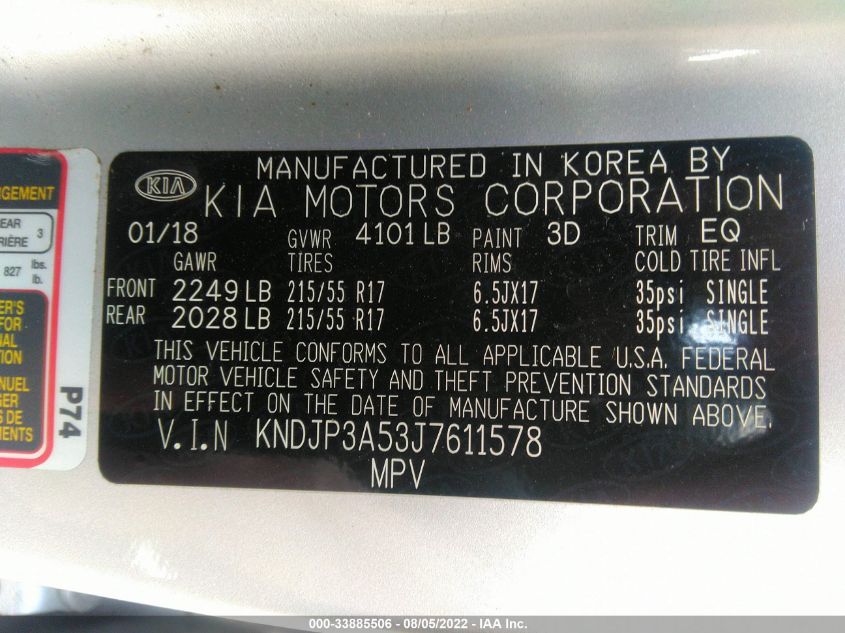 MANUFACTURED IN KOREA BY
KIA KIA MOTORS CORPORATION
01/18 GVWR 4101 LB PAINT 3D TRIM EQ
GAWR TIRES RIMS COLD TIRE INFL
FRONT 2249 LB 215/55 R17 6.5JX17 35psi SINGLE
REAR 2028 LB 215/55 R17 6.5JX17 35psi SINGLE
THIS VEHICLE CONFORMS TO ALL APPLICABLE U.S.A. FEDERAL
MOTOR VEHICLE SAFETY AND THEFT PREVENTION STANDARDS
IN EFFECT ON THE DATE OF MANUFACTURE SHOWN ABOVE.
V.I.N KNDJP3A53J7611578
MPV
3
827 lbs.
lb.
P74
000-33885506 - 08/05/2022 - IAA Inc.